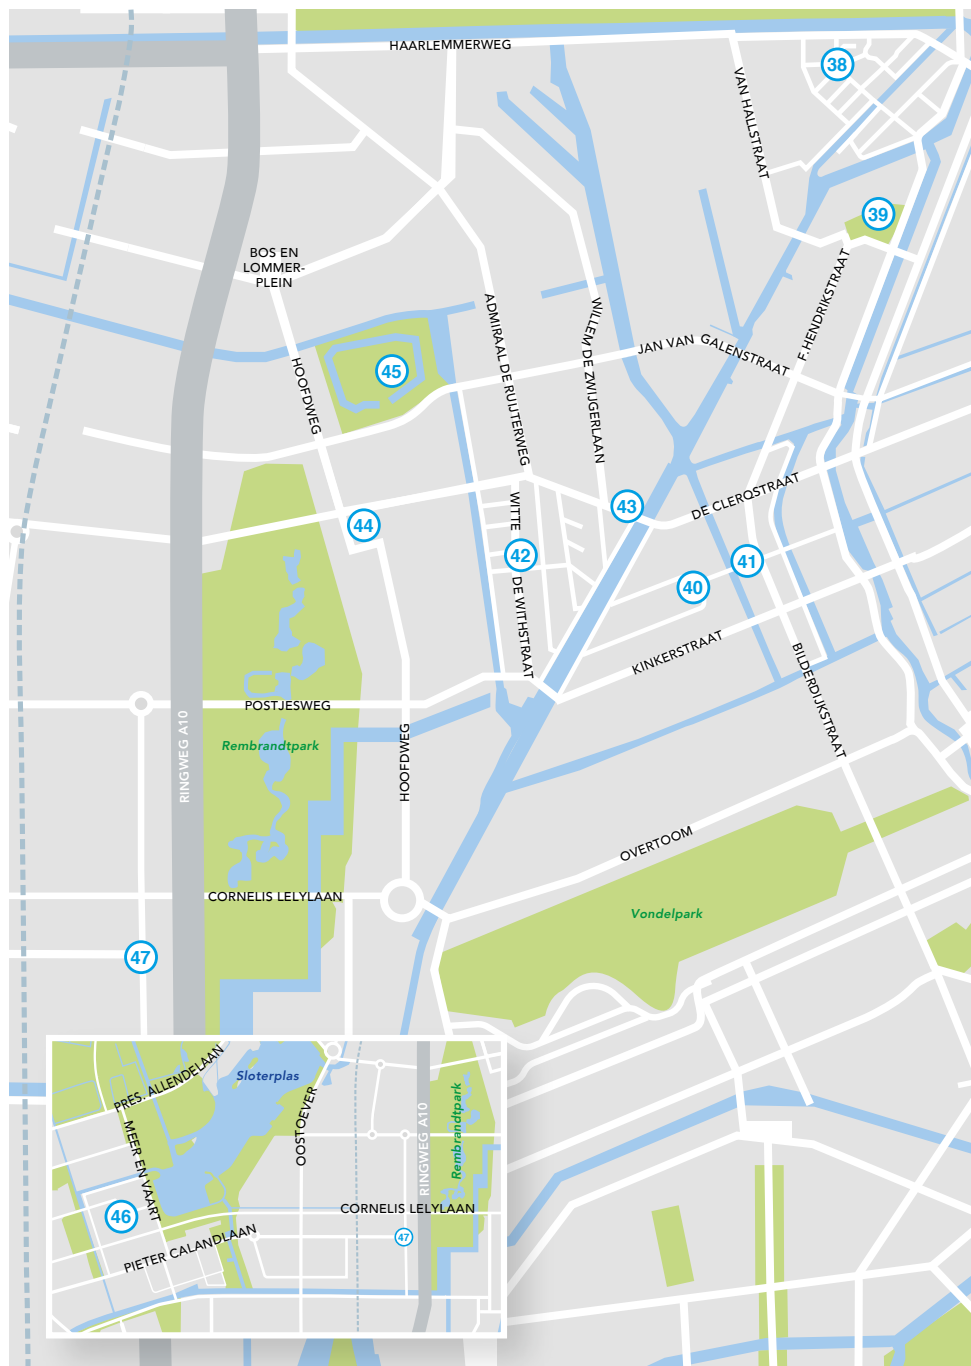 HAARLEMMERWEG
38
VAN HALLSTRAAT
39
BOS EN
LOMMER-
PLEIN
F.HENDRIKSTRAAT
ADMIRAAL DE RUIJTERWEG
WILLEM DE ZWIJGERLAAN
JAN VAN GALENSTRAAT
HOOFDWEG
45
44
WITTE DE WITHSTRAAT
43
DE CLERQSTRAAT
42
41
40
KINKERSTRAAT
BILDERDIJKSTRAAT
POSTJESWEG
RINGWEG A10
Rembrandtpark
HOOFDWEG
OVERTOOM
CORNELIS LELYLAAN
Vondelpark
47
PRES. ALLENDELAAN
Sloterplas
OOSTOEVER
MEER EN VAART
RINGWEG A10
Rembrandtpark
46
CORNELIS LELYLAAN
PIETER CALANDLAAN
47